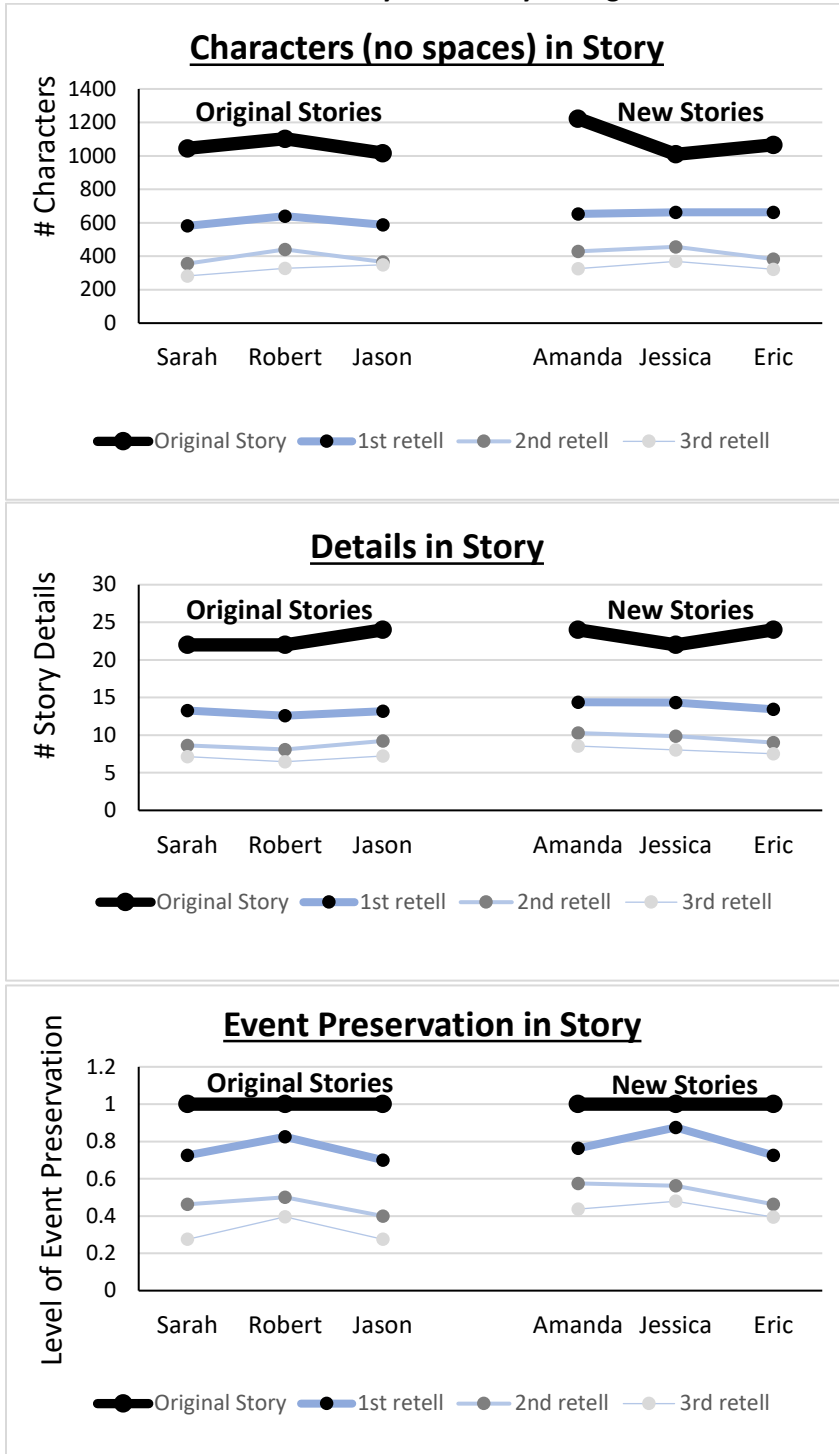 Characters (no spaces) in Story
# Characters
1400
1200
1000
800
600
400
200
0
Original Stories
New Stories
Sarah Robert Jason Amanda Jessica Eric
Original Story 1st retell 2nd retell 3rd retell
Details in Story
# Story Details
30
25
20
15
10
5
0
Original Stories
New Stories
Sarah Robert Jason Amanda Jessica Eric
Original Story 1st retell 2nd retell 3rd retell
Event Preservation in Story
Level of Event Preservation
1.2
1
0.8
0.6
0.4
0.2
0
Original Stories
New Stories
Sarah Robert Jason Amanda Jessica Eric
Original Story 1st retell 2nd retell 3rd retell